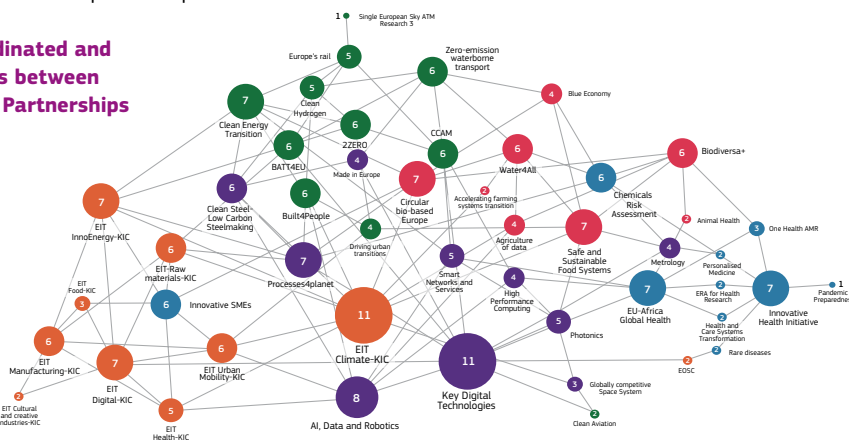 dinated and
s between
Partnerships
1
Single European Sky ATM
Research 3
Europe's rail
5
Zero-emission
waterborne
transport
6
5
Clean
Hydrogen
4
Blue Economy
7
Clean Energy
Transition
6
2ZERO
CCAM
6
6
BATT4EU
4
Made in Europe
6
Water4All
6
Biodiversa+
6
Clean Steel-
Low Carbon
Steelmaking
6
Built4People
7
Circular
bio-based
Europe
2
Accelerating farming
systems transition
6
Chemicals
Risk
Assessment
7
EIT
InnoEnergy-KIC
4
Driving urban
transitions
4
Agriculture
of data
7
Safe and
Sustainable
Food Systems
2
Animal Health
3
One Health AMR
6
EIT-Raw
materials-KIC
7
Processes4planet
5
Smart
Networks and
Services
4
Metrology
2
Personalised
Medicine
EIT
Food-KIC
3
6
Innovative SMEs
4
High
Performance
Computing
7
EU-Africa
Global Health
2
ERA for Health
Research
7
Innovative
Health Initiative
1
Pandemic
Preparednes
11
EIT
Climate-KIC
5
Photonics
2
Health and
Care Systems
Transformation
6
EIT
Manufacturing-KIC
7
EIT
Digital-KIC
6
EIT Urban
Mobility-KIC
11
Key Digital
Technologies
2
EOSC
2
Rare diseases
2
EIT Cultural
and creative
industries-KIC
5
EIT
Health-KIC
8
AI, Data and Robotics
3
Globally competitive
Space System
2
Clean Aviation